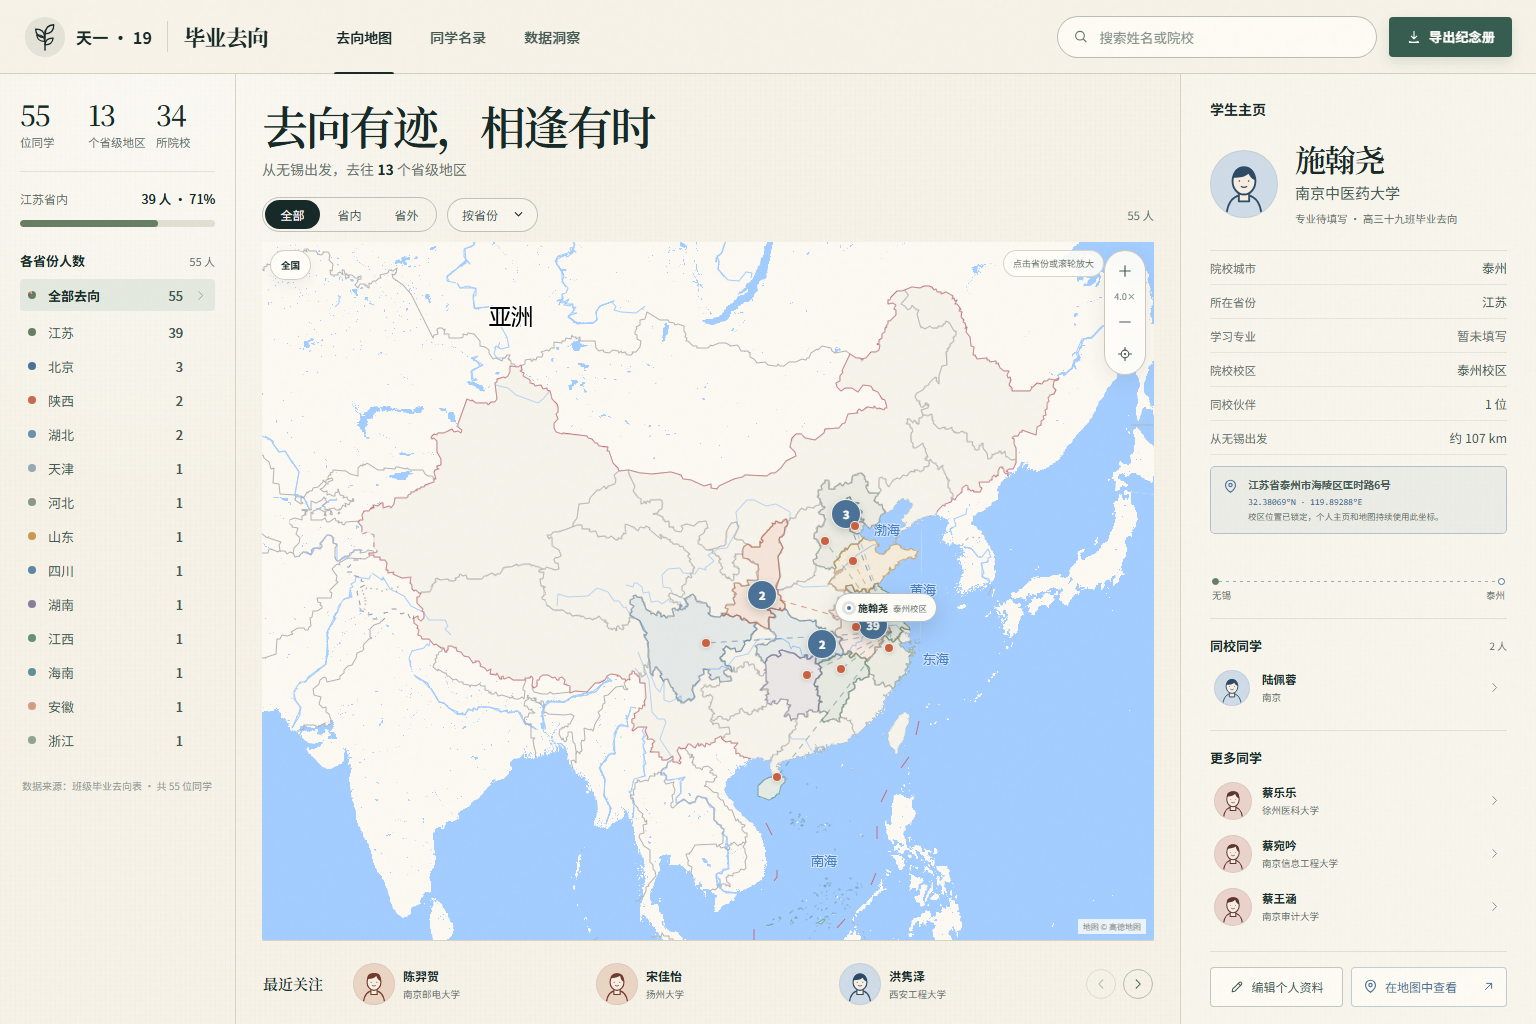 天一 · 19
毕业去向
去向地图
同学名录
数据洞察
搜索姓名或院校
导出纪念册
55
位同学
13
个省级地区
34
所院校
江苏省内
39 人 · 71%
各省份人数
55 人
全部去向 55
江苏 39
北京 3
陕西 2
湖北 2
天津 1
河北 1
山东 1
四川 1
湖南 1
江西 1
海南 1
安徽 1
浙江 1
数据来源：班级毕业去向表 · 共 55 位同学
去向有迹，相逢有时
从无锡出发，去往 13 个省级地区
全部
省内
省外
按省份
55 人
全国
点击省份或滚轮放大
4.0×
亚洲
3
渤海
黄海
2
施翰尧 泰州校区
39
2
东海
南海
地图 © 高德地图
最近关注
陈羿贺
南京邮电大学
宋佳怡
扬州大学
洪隽泽
西安工程大学
学生主页
施翰尧
南京中医药大学
专业待填写 · 高三十九班毕业去向
院校城市 泰州
所在省份 江苏
学习专业 暂未填写
院校校区 泰州校区
同校伙伴 1 位
从无锡出发 约 107 km
江苏省泰州市海陵区匡时路6号
32.38069°N · 119.89288°E
校区位置已锁定，个人主页和地图持续使用此坐标。
无锡
泰州
同校同学
2 人
陆佩蓉
南京
更多同学
蔡乐乐
徐州医科大学
蔡宛吟
南京信息工程大学
蔡王涵
南京审计大学
编辑个人资料
在地图中查看